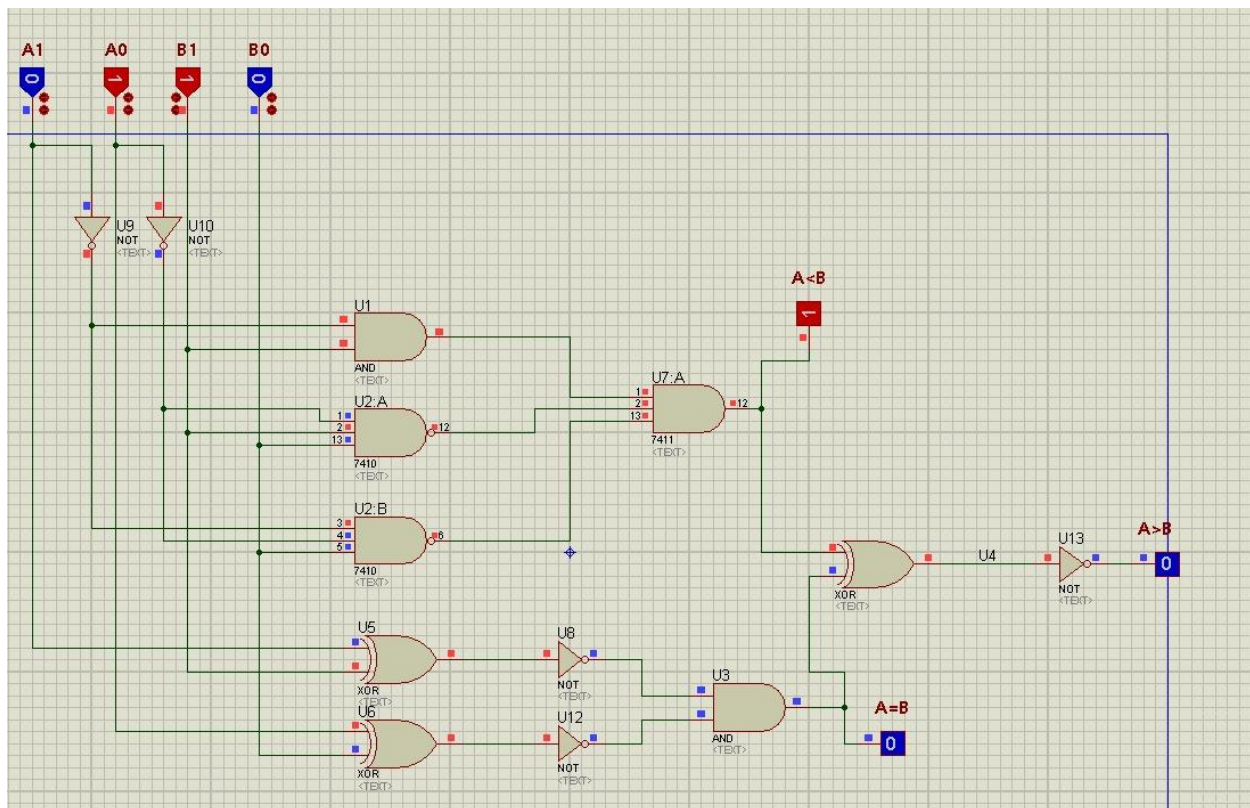 A1
A0
B1
B0
0
1
1
0
U9
NOT
<TEXT>
U10
NOT
<TEXT>
A<B
1
U1
AND
<TEXT>
U2:A
1
2
13
12
7410
<TEXT>
U7:A
1
2
13
12
7411
<TEXT>
U2:B
3
4
5
6
7410
<TEXT>
A>B
U4
U13
0
XOR
<TEXT>
NOT
<TEXT>
U5
XOR
<TEXT>
U8
NOT
<TEXT>
U6
XOR
<TEXT>
U12
NOT
<TEXT>
U3
AND
<TEXT>
A=B
0